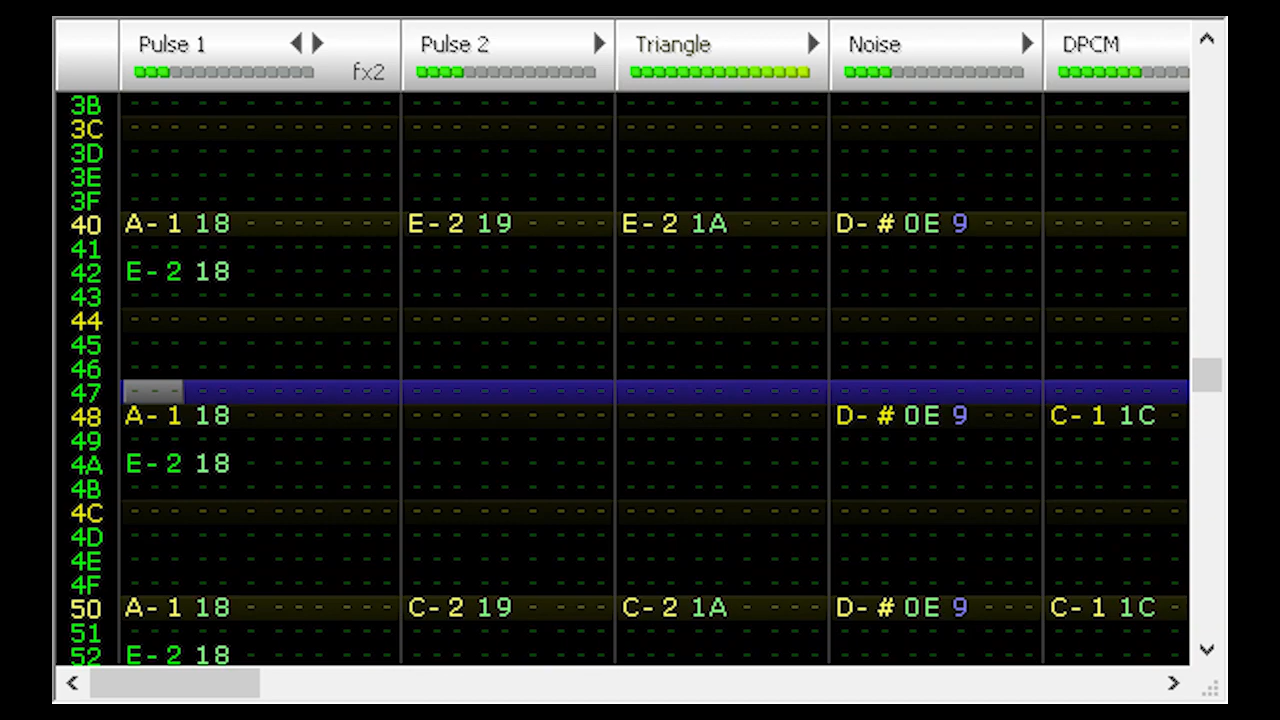 Pulse 1 Pulse 2 Triangle Noise DPCM
fx2
3B - - - - - - - - - - - - - - - - - - - - - - - - - - - - - - - - - - - - - - - - -
3C
3D
3E
3F
40 A-1 18 E-2 19 E-2 1A D-# 0E 9
41
42 E-2 18
43
44
45
46
47
48 A-1 18 D-# 0E 9 C-1 1C
49
4A E-2 18
4B
4C
4D
4E
4F
50 A-1 18 C-2 19 C-2 1A D-# 0E 9 C-1 1C
51
52 E-2 18